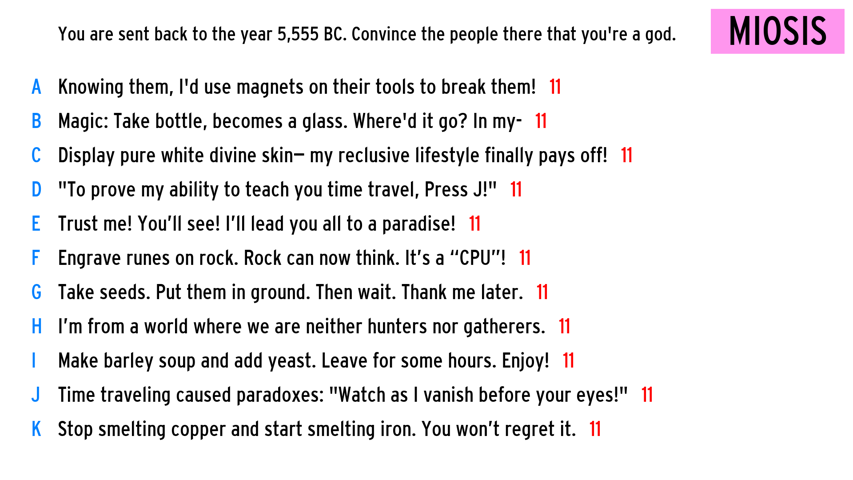 You are sent back to the year 5,555 BC. Convince the people there that you're a god.
MIOSIS
A Knowing them, I'd use magnets on their tools to break them! 11
B Magic: Take bottle, becomes a glass. Where'd it go? In my- 11
C Display pure white divine skin— my reclusive lifestyle finally pays off! 11
D "To prove my ability to teach you time travel, Press J!" 11
E Trust me! You’ll see! I’ll lead you all to a paradise! 11
F Engrave runes on rock. Rock can now think. It’s a “CPU”! 11
G Take seeds. Put them in ground. Then wait. Thank me later. 11
H I’m from a world where we are neither hunters nor gatherers. 11
I Make barley soup and add yeast. Leave for some hours. Enjoy! 11
J Time traveling caused paradoxes: "Watch as I vanish before your eyes!" 11
K Stop smelting copper and start smelting iron. You won’t regret it. 11